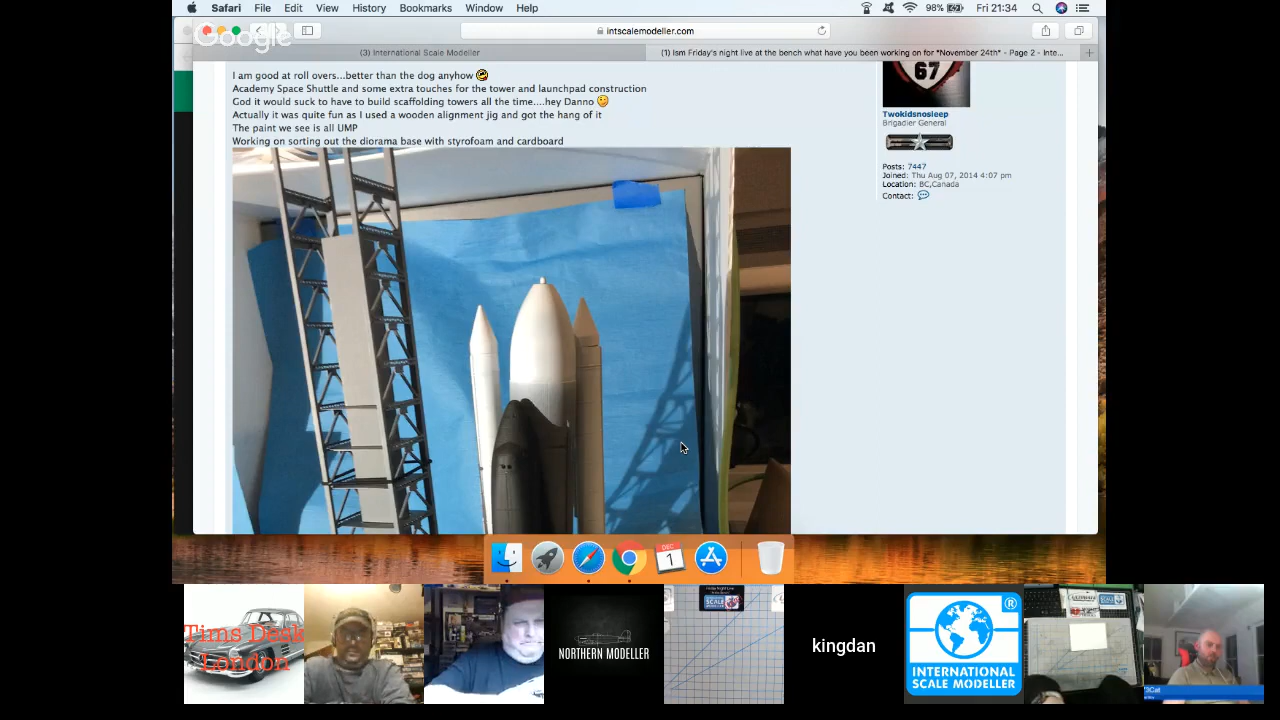 Safari File Edit View History Bookmarks Window Help
98%
Fri 21:34
Google
intscalemodeller.com
(3) International Scale Modeller
(1) Ism Friday's night live at the bench what have you been working on for *November 24th* - Page 2 - Inte...
I am good at roll overs...better than the dog anyhow
Academy Space Shuttle and some extra touches for the tower and launchpad construction
God it would suck to have to build scaffolding towers all the time....hey Danno
Actually it was quite fun as I used a wooden alignment jig and got the hang of it
The paint we see is all UMP
Working on sorting out the diorama base with styrofoam and cardboard
67
Twokidsnosleep
Brigadier General
Posts: 7447
Joined: Thu Aug 07, 2014 4:07 pm
Location: BC,Canada
Contact:
DEC
1
Tims Desk
London
NORTHERN MODELLER
SCALE
kingdan
®
INTERNATIONAL
SCALE MODELLER